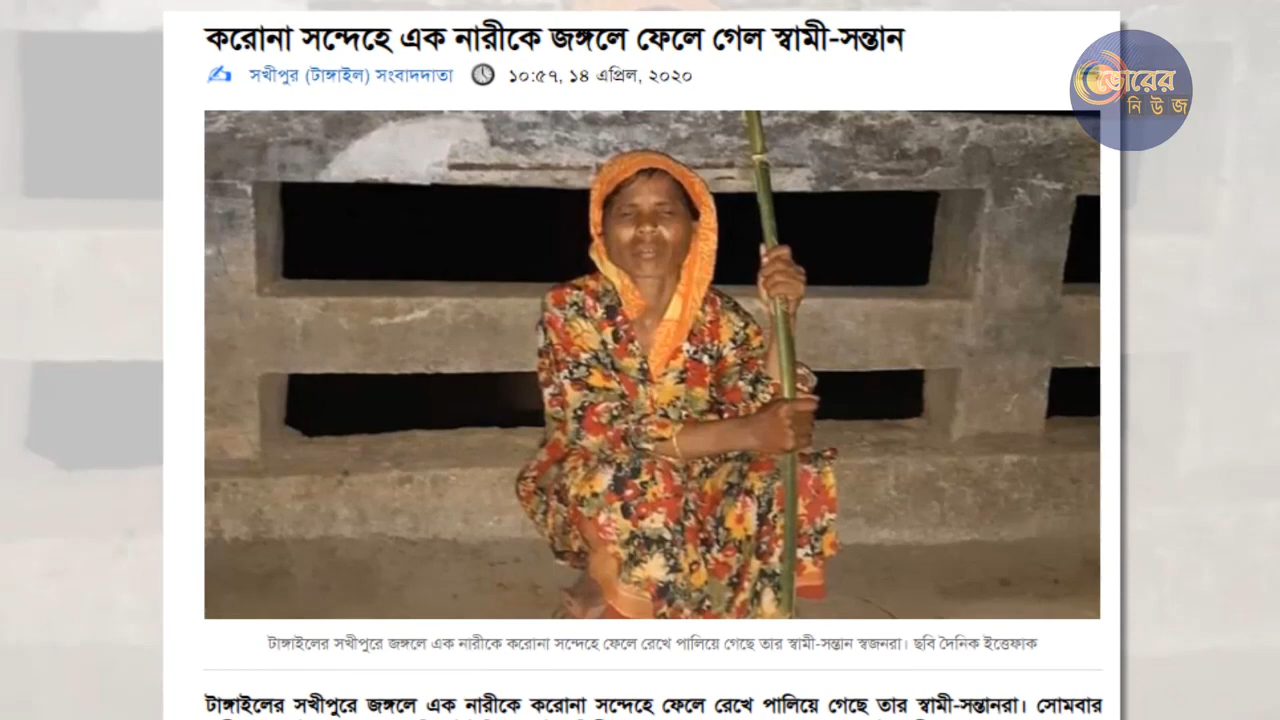 করোনা সন্দেহে এক নারীকে জঙ্গলে ফেলে গেল স্বামী-সন্তান
সখীপুর (টাঙ্গাইল) সংবাদদাতা ১০:৫৭, ১৪ এপ্রিল, ২০২০
ভোরের
নিউজ
টাঙ্গাইলের সখীপুরে জঙ্গলে এক নারীকে করোনা সন্দেহে ফেলে রেখে পালিয়ে গেছে তার স্বামী-সন্তান স্বজনরা। ছবি দৈনিক ইত্তেফাক
টাঙ্গাইলের সখীপুরে জঙ্গলে এক নারীকে করোনা সন্দেহে ফেলে রেখে পালিয়ে গেছে তার স্বামী-সন্তানরা। সোমবার